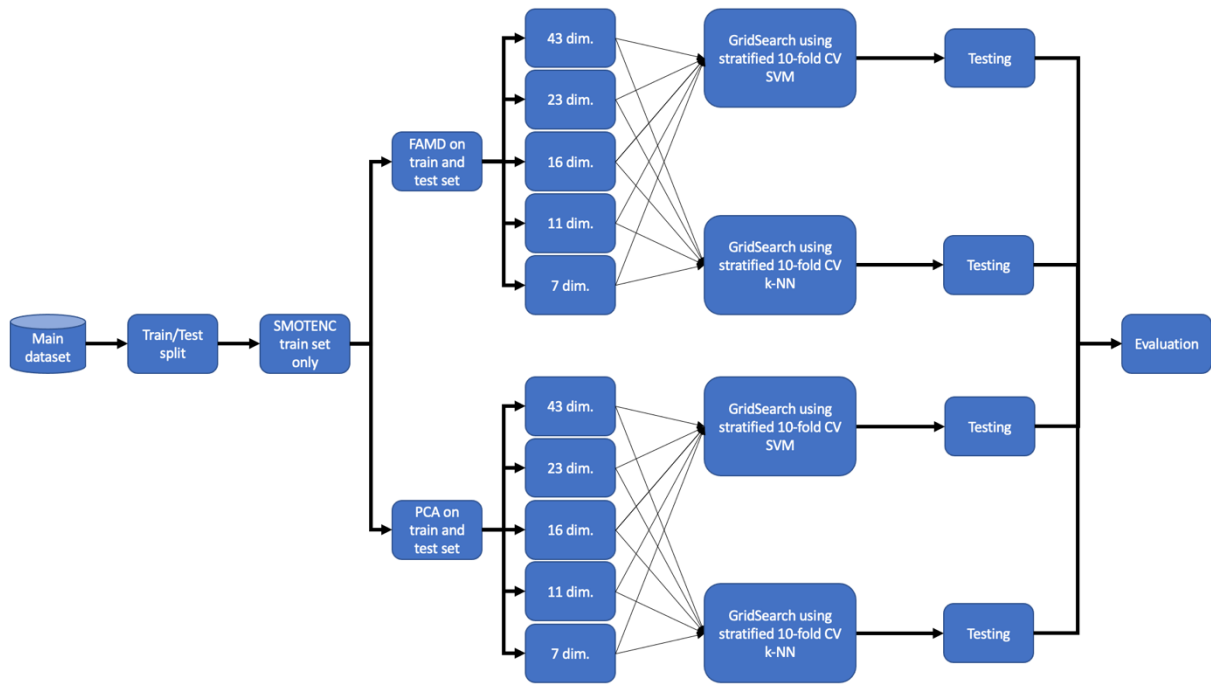 Main
dataset
Train/Test
split
SMOTENC
train set
only
FAMD on
train and
test set
43 dim.
23 dim.
16 dim.
11 dim.
7 dim.
GridSearch using
stratified 10-fold CV
SVM
Testing
GridSearch using
stratified 10-fold CV
k-NN
Testing
PCA on
train and
test set
43 dim.
23 dim.
16 dim.
11 dim.
7 dim.
GridSearch using
stratified 10-fold CV
SVM
Testing
GridSearch using
stratified 10-fold CV
k-NN
Testing
Evaluation